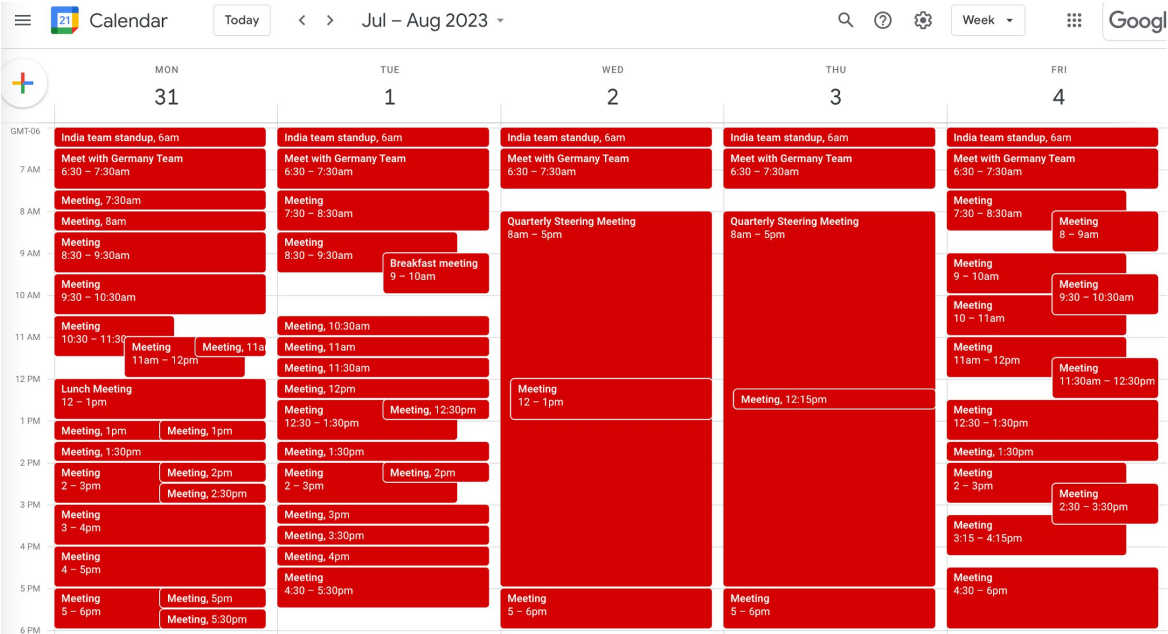 21 Calendar Today Jul – Aug 2023 Week Googl
MON TUE WED THU FRI
31 1 2 3 4
GMT-06
7 AM
8 AM
9 AM
10 AM
11 AM
12 PM
1 PM
2 PM
3 PM
4 PM
5 PM
6 PM
India team standup, 6am
Meet with Germany Team
6:30 – 7:30am
Meeting, 7:30am
Meeting, 8am
Meeting
8:30 – 9:30am
Meeting
9:30 – 10:30am
Meeting
10:30 – 11:30
Meeting
11am – 12pm
Meeting, 11a
Lunch Meeting
12 – 1pm
Meeting, 1pm
Meeting, 1pm
Meeting, 1:30pm
Meeting
2 – 3pm
Meeting, 2pm
Meeting, 2:30pm
Meeting
3 – 4pm
Meeting
4 – 5pm
Meeting
5 – 6pm
Meeting, 5pm
Meeting, 5:30pm
India team standup, 6am
Meet with Germany Team
6:30 – 7:30am
Meeting
7:30 – 8:30am
Meeting
8:30 – 9:30am
Breakfast meeting
9 – 10am
Meeting, 10:30am
Meeting, 11am
Meeting, 11:30am
Meeting, 12pm
Meeting
12:30 – 1:30pm
Meeting, 12:30pm
Meeting, 1:30pm
Meeting
2 – 3pm
Meeting, 2pm
Meeting, 3pm
Meeting, 3:30pm
Meeting, 4pm
Meeting
4:30 – 5:30pm
India team standup, 6am
Meet with Germany Team
6:30 – 7:30am
Quarterly Steering Meeting
8am – 5pm
Meeting
12 – 1pm
Meeting
5 – 6pm
India team standup, 6am
Meet with Germany Team
6:30 – 7:30am
Quarterly Steering Meeting
8am – 5pm
Meeting, 12:15pm
Meeting
5 – 6pm
India team standup, 6am
Meet with Germany Team
6:30 – 7:30am
Meeting
7:30 – 8:30am
Meeting
8 – 9am
Meeting
9 – 10am
Meeting
9:30 – 10:30am
Meeting
10 – 11am
Meeting
11am – 12pm
Meeting
11:30am – 12:30pm
Meeting
12:30 – 1:30pm
Meeting, 1:30pm
Meeting
2 – 3pm
Meeting
2:30 – 3:30pm
Meeting
3:15 – 4:15pm
Meeting
4:30 – 6pm